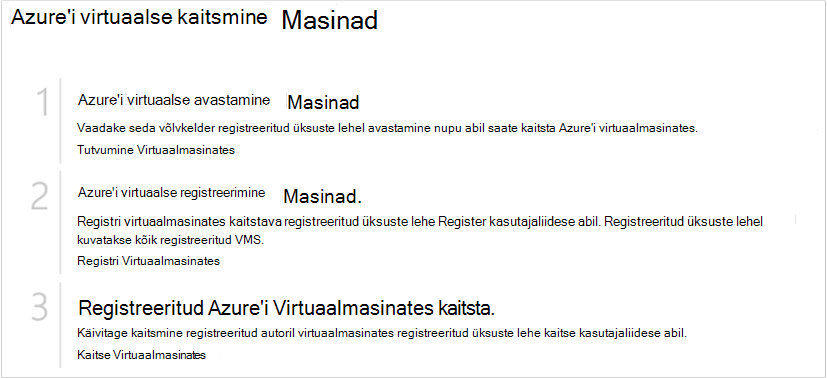 Azure'i virtuaalse kaitsmine Masinad
1 Azure'i virtuaalse avastamine Masinad
Vaadake seda võlvkelder registreeritud üksuste lehel avastamine nupu abil saate kaitsta Azure'i virtuaalmasinates.
Tutvumine Virtuaalmasinates
2 Azure'i virtuaalse registreerimine Masinad.
Registri virtuaalmasinates kaitstava registreeritud üksuste lehe Register kasutajaliidese abil. Registreeritud üksuste lehel
kuvatakse kõik registreeritud VMS.
Registri Virtuaalmasinates
3 Registreeritud Azure'i Virtuaalmasinates kaitsta.
Käivitage kaitsmine registreeritud autoril virtuaalmasinates registreeritud üksuste lehe kaitse kasutajaliidese abil.
Kaitse Virtuaalmasinates